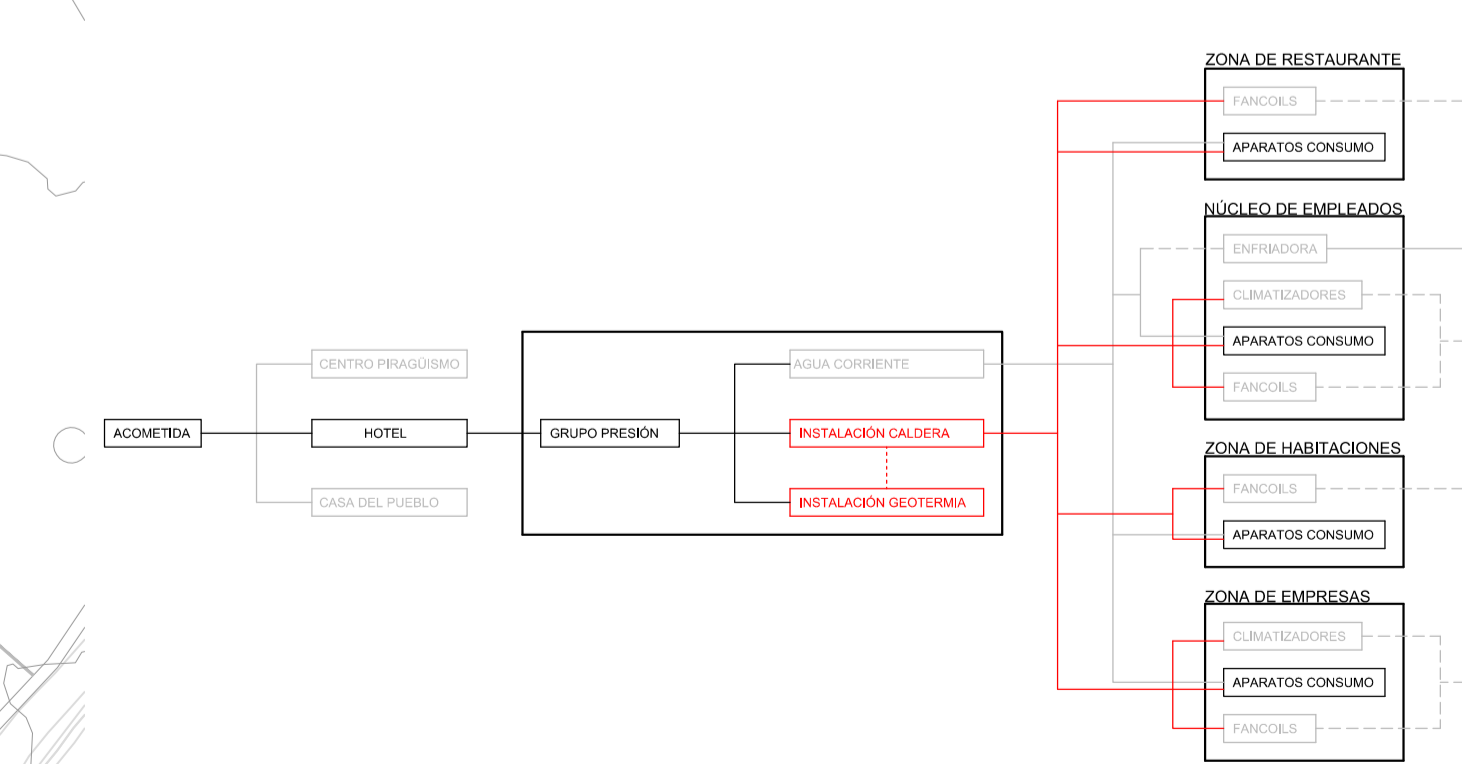 ACOMETIDA
CENTRO PIRAGÜISMO
HOTEL
CASA DEL PUEBLO
GRUPO PRESIÓN
AGUA CORRIENTE
INSTALACIÓN CALDERA
INSTALACIÓN GEOTERMIA
ZONA DE RESTAURANTE
FANCOILS
APARATOS CONSUMO
NÚCLEO DE EMPLEADOS
ENFRIADORA
CLIMATIZADORES
APARATOS CONSUMO
FANCOILS
ZONA DE HABITACIONES
FANCOILS
APARATOS CONSUMO
ZONA DE EMPRESAS
CLIMATIZADORES
APARATOS CONSUMO
FANCOILS